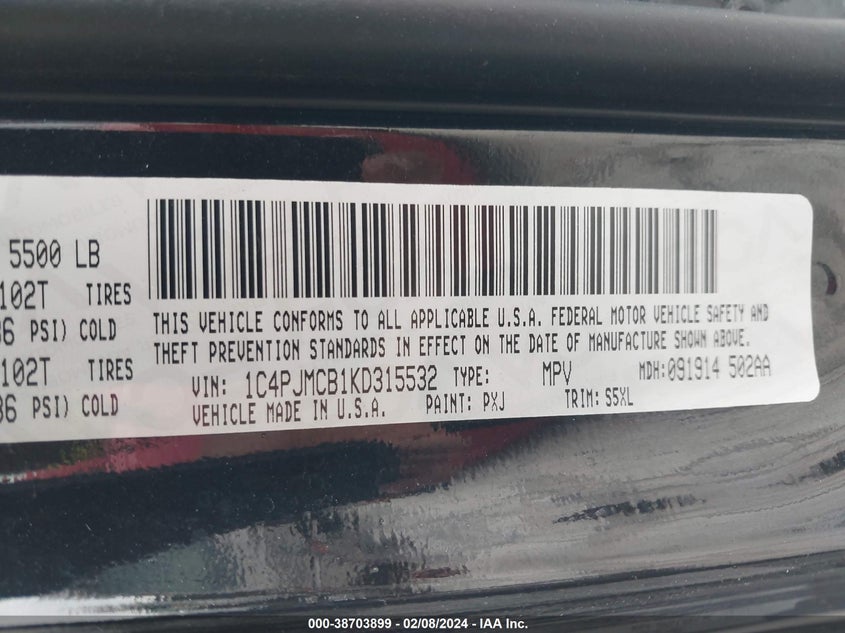 5500 LB
102T TIRES
PSI) COLD
102T TIRES
36 PSI) COLD
THIS VEHICLE CONFORMS TO ALL APPLICABLE U.S.A. FEDERAL MOTOR VEHICLE SAFETY AND
THEFT PREVENTION STANDARDS IN EFFECT ON THE DATE OF MANUFACTURE SHOWN ABOVE.
VIN: 1C4PJMCB1KD315532 TYPE: MPV MDH:091914 502AA
VEHICLE MADE IN U.S.A. PAINT: PXJ TRIM: S5XL
000-38703899 — 02/08/2024 — IAA Inc.